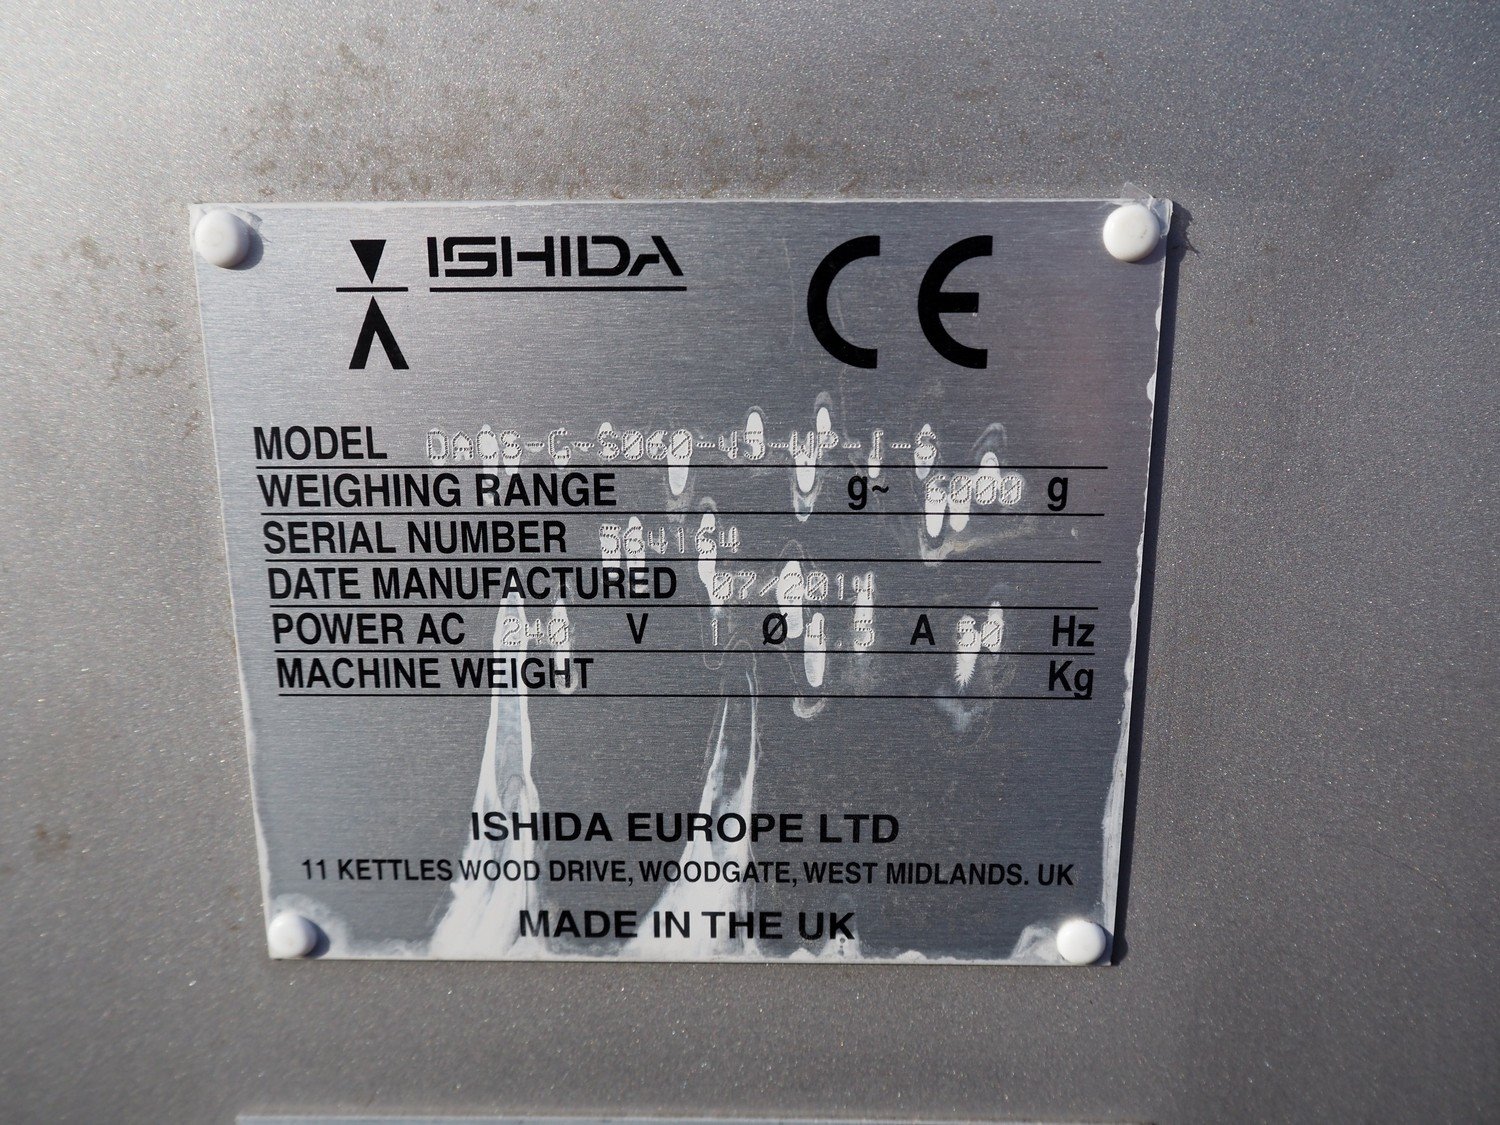 ISHIDA CE
MODEL DACS-G-S060-45-WP-I-S
WEIGHING RANGE g~ 6000 g
SERIAL NUMBER 564164
DATE MANUFACTURED 07/2014
POWER AC 240 V 1 Ø 4.5 A 50 Hz
MACHINE WEIGHT Kg
ISHIDA EUROPE LTD
11 KETTLES WOOD DRIVE, WOODGATE, WEST MIDLANDS. UK
MADE IN THE UK